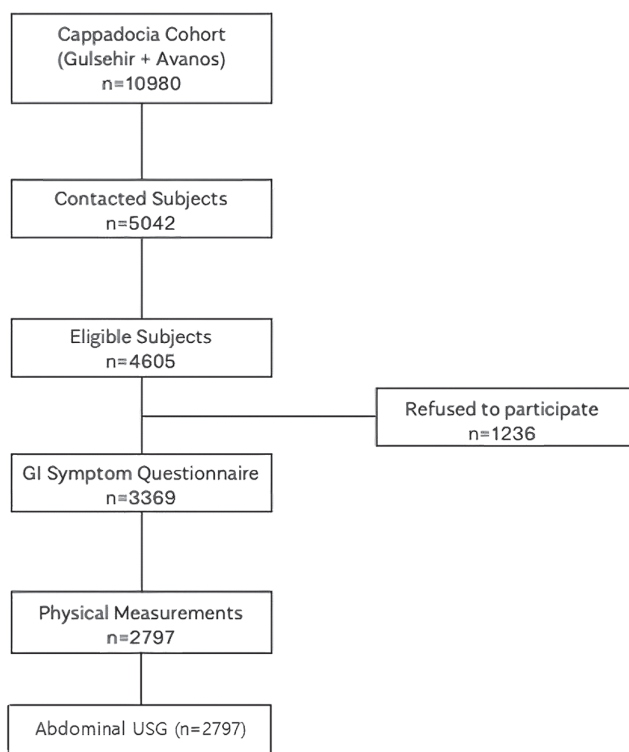 Cappadocia Cohort
(Gulsehir + Avanos)
n=10980
Contacted Subjects
n=5042
Eligible Subjects
n=4605
Refused to participate
n=1236
GI Symptom Questionnaire
n=3369
Physical Measurements
n=2797
Abdominal USG (n=2797)